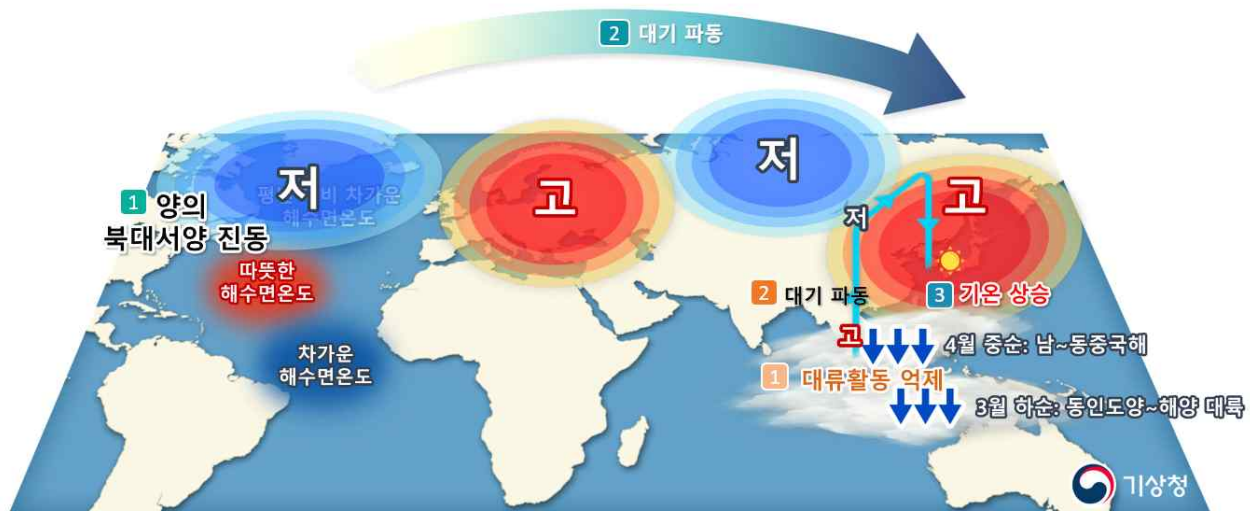 2 대기 파동
저
고
저
고
1 양의
북대서양 진동
평년대비 차가운
해수면온도
따뜻한
해수면온도
차가운
해수면온도
저
2 대기 파동
3 기온 상승
고
4월 중순: 남~동중국해
1 대류활동 억제
3월 하순: 동인도양~해양 대륙
기상청